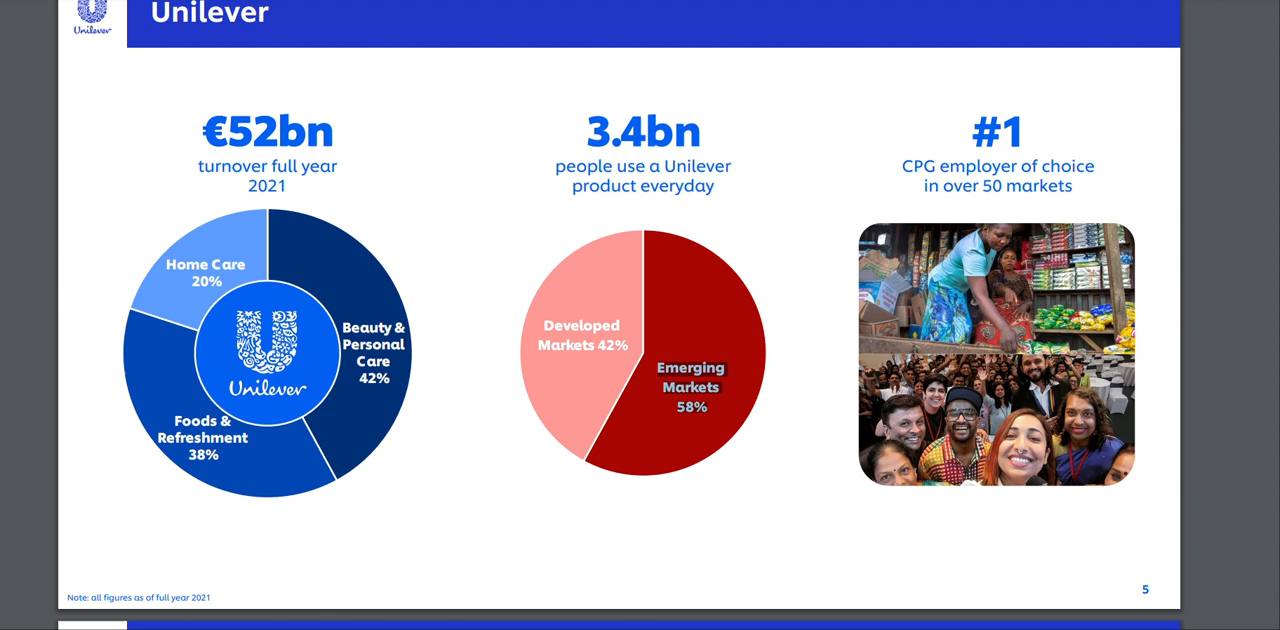 Unilever
Unilever
€52bn
turnover full year
2021
Home Care
20%
Beauty &
Personal
Care
42%
Foods &
Refreshment
38%
Unilever
3.4bn
people use a Unilever
product everyday
Developed
Markets 42%
Emerging
Markets
58%
#1
CPG employer of choice
in over 50 markets
Note: all figures as of full year 2021
5